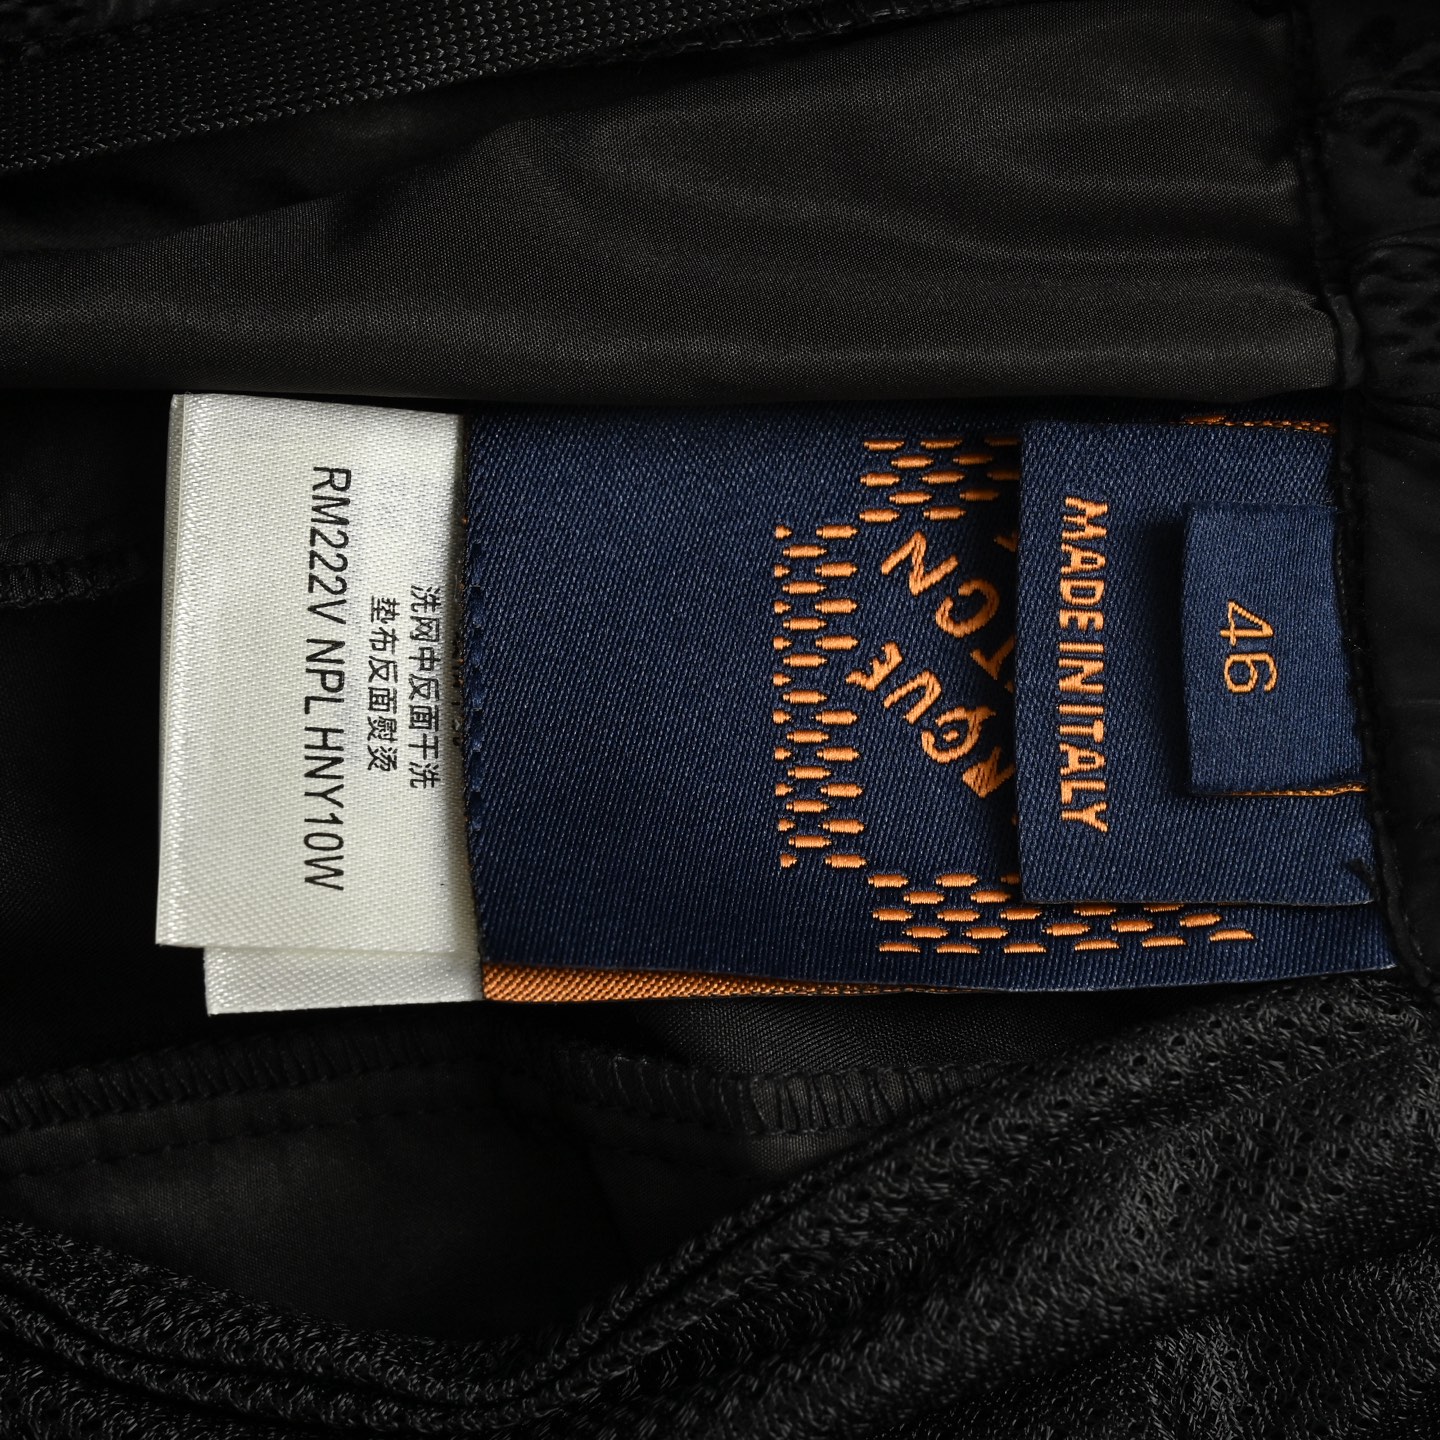 洗网中反面干洗
垫布反面熨烫
RM222V NPL HNY10W
MADE IN ITALY
46